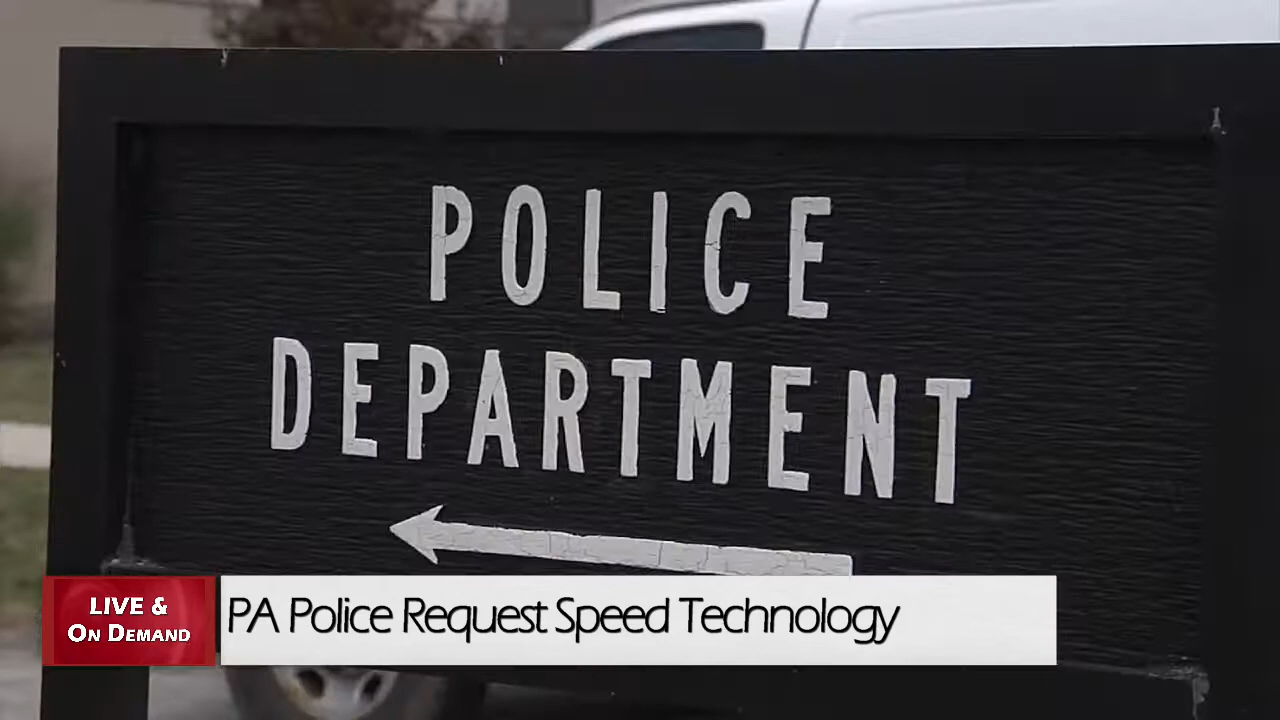 POLICE
DEPARTMENT
LIVE &
ON DEMAND
PA Police Request Speed Technology